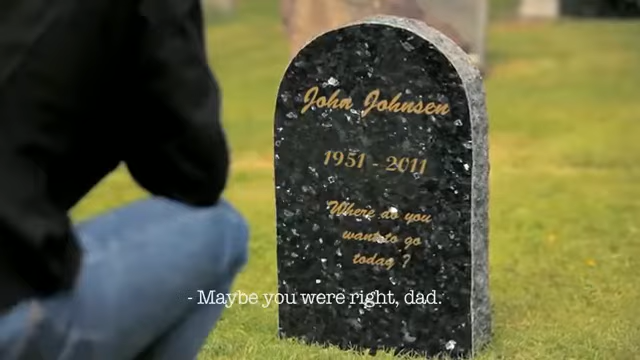 John Johnsen
1951 - 2011
Where do you
want to go
today?
- Maybe you were right, dad.